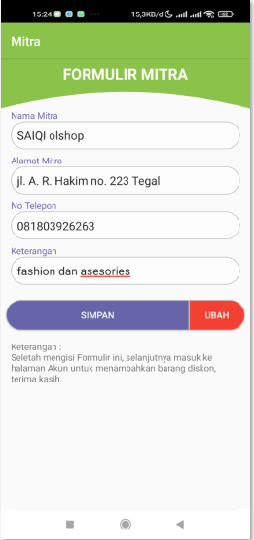 15:24
15,3KB/d
Mitra
FORMULIR MITRA
Nama Mitra
SAIQI olshop
Alamat Mitra
jl. A. R. Hakim no. 223 Tegal
No Telepon
081803926263
Keterangan
fashion dan asesories
SIMPAN UBAH
Keterangan :
Seletah mengisi Formulir ini, selanjutnya masuk ke
halaman Akun untuk menambahkan barang diskon,
terima kasih.